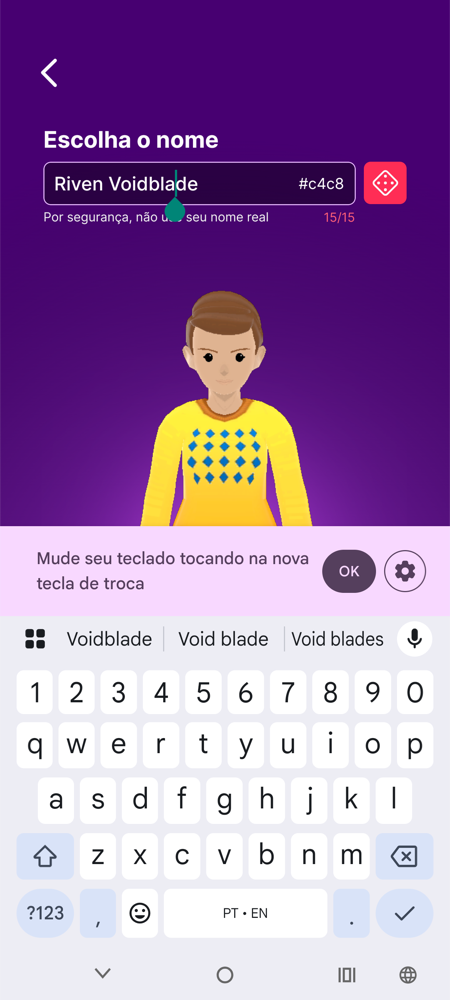 Escolha o nome
Riven Voidblade #c4c8
Por segurança, não use seu nome real 15/15
Mude seu teclado tocando na nova
tecla de troca
OK
Voidblade Void blade Void blades
1 2 3 4 5 6 7 8 9 0
q w e r t y u i o p
a s d f g h j k l
z x c v b n m
?123 , PT • EN .